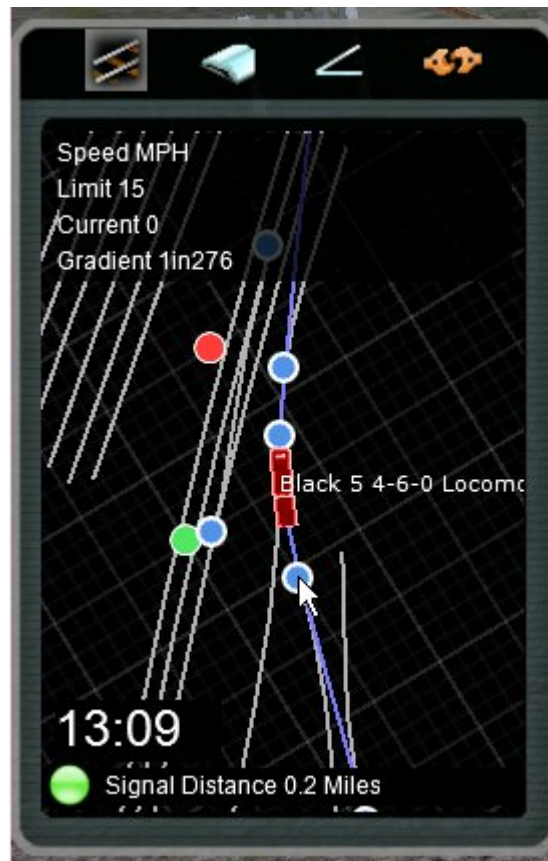 Speed MPH
Limit 15
Current 0
Gradient 1in276
Black 5 4-6-0 Locomo
13:09
Signal Distance 0.2 Miles